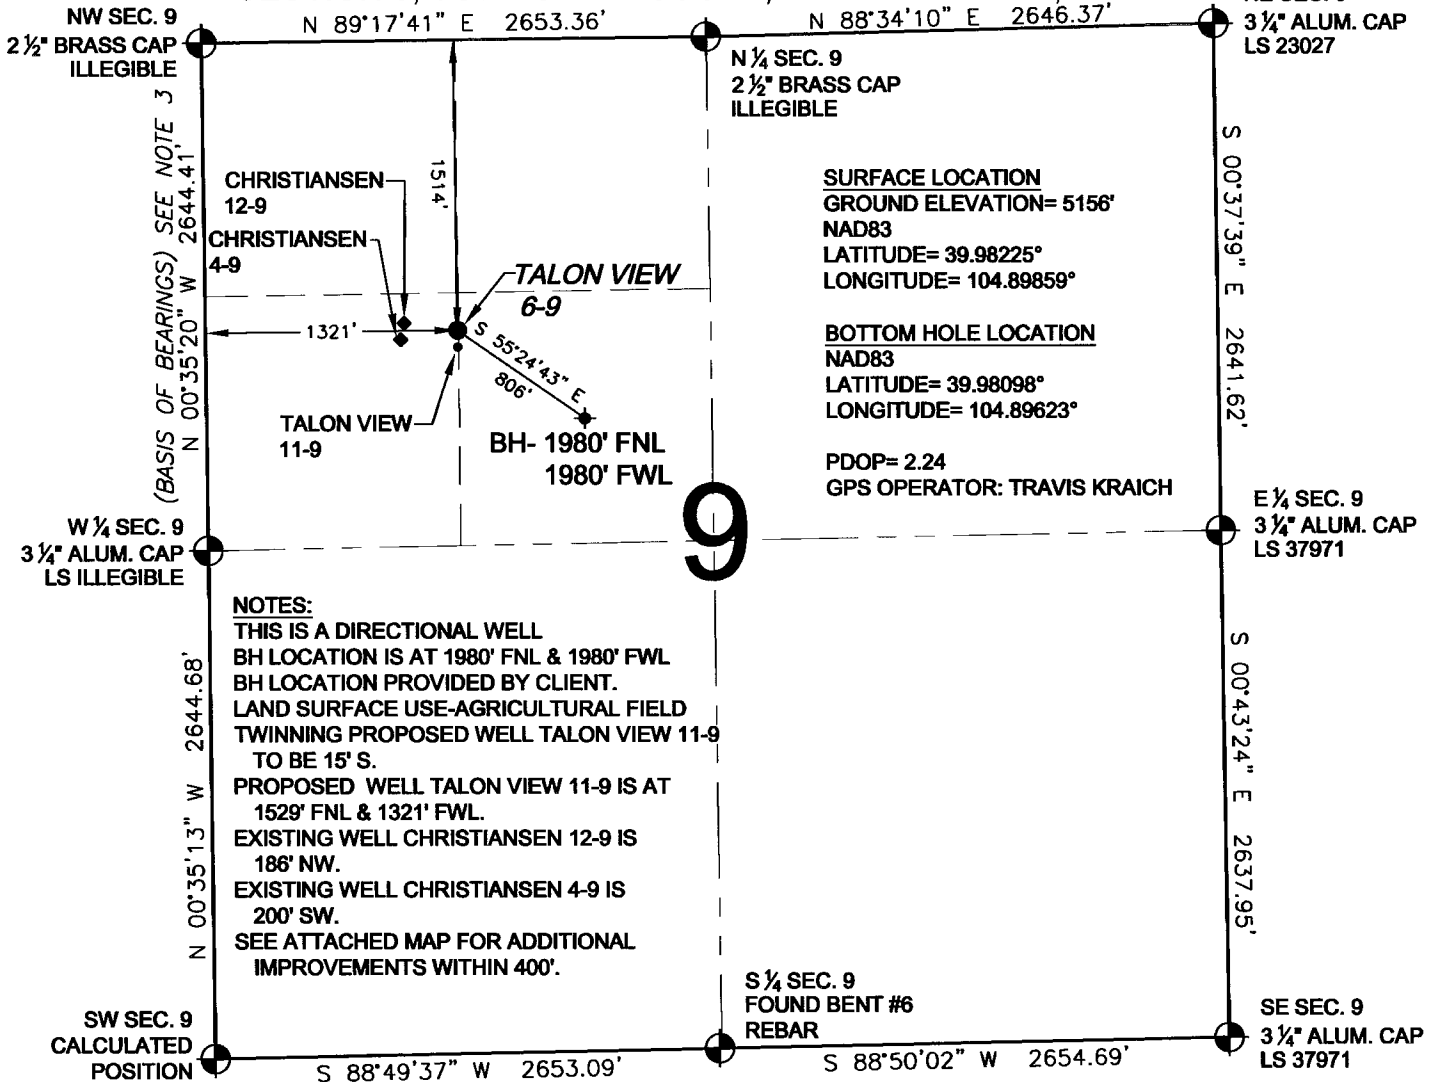 NW SEC. 9
2 ½" BRASS CAP
ILLEGIBLE
N 89°17'41" E 2653.36'
N 88°34'10" E 2646.37'
3 ¼" ALUM. CAP
LS 23027
N ¼ SEC. 9
2 ½" BRASS CAP
ILLEGIBLE
(BASIS OF BEARINGS) SEE NOTE 3
N 00°35'20" W 2644.41'
1514'
CHRISTIANSEN
12-9
CHRISTIANSEN
4-9
TALON VIEW
6-9
1321'
S 55°24'43" E
806'
TALON VIEW
11-9
BH- 1980' FNL
1980' FWL
SURFACE LOCATION
GROUND ELEVATION= 5156'
NAD83
LATITUDE= 39.98225°
LONGITUDE= 104.89859°
BOTTOM HOLE LOCATION
NAD83
LATITUDE= 39.98098°
LONGITUDE= 104.89623°
PDOP= 2.24
GPS OPERATOR: TRAVIS KRAICH
S 00°37'39" E 2641.62'
W ¼ SEC. 9
3 ¼" ALUM. CAP
LS ILLEGIBLE
9
E ¼ SEC. 9
3 ¼" ALUM. CAP
LS 37971
NOTES:
THIS IS A DIRECTIONAL WELL
BH LOCATION IS AT 1980' FNL & 1980' FWL
BH LOCATION PROVIDED BY CLIENT.
LAND SURFACE USE-AGRICULTURAL FIELD
TWINNING PROPOSED WELL TALON VIEW 11-9
TO BE 15' S.
PROPOSED WELL TALON VIEW 11-9 IS AT
1529' FNL & 1321' FWL.
EXISTING WELL CHRISTIANSEN 12-9 IS
186' NW.
EXISTING WELL CHRISTIANSEN 4-9 IS
200' SW.
SEE ATTACHED MAP FOR ADDITIONAL
IMPROVEMENTS WITHIN 400'.
N 00°35'13" W 2644.68'
S 00°43'24" E 2637.95'
SW SEC. 9
CALCULATED
POSITION
S 88°49'37" W 2653.09'
S ¼ SEC. 9
FOUND BENT #6
REBAR
S 88°50'02" W 2654.69'
SE SEC. 9
3 ¼" ALUM. CAP
LS 37971